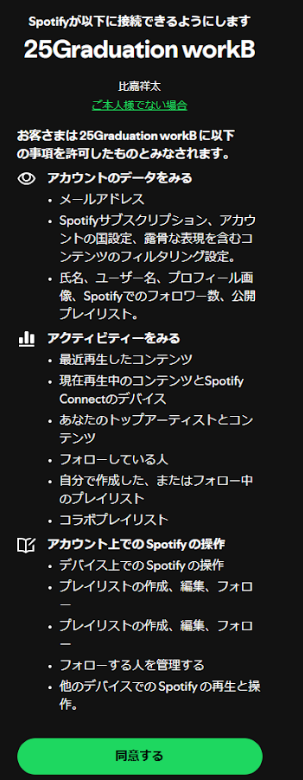 Spotifyが以下に接続できるようにします
25Graduation workB
比嘉祥太
ご本人様でない場合
お客さまは 25Graduation workB に以下
の事項を許可したものとみなされます。
アカウントのデータをみる
• メールアドレス
• Spotifyサブスクリプション、アカウ
ントの国設定、露骨な表現を含むコ
ンテンツのフィルタリング設定。
• 氏名、ユーザー名、プロフィール画
像、Spotifyでのフォロワー数、公開
プレイリスト。
アクティビティーをみる
• 最近再生したコンテンツ
• 現在再生中のコンテンツとSpotify
Connectのデバイス
• あなたのトップアーティストとコン
テンツ
• フォローしている人
• 自分で作成した、またはフォロー中
のプレイリスト
• コラボプレイリスト
アカウント上での Spotify の操作
• デバイス上での Spotify の操作
• プレイリストの作成、編集、フォロ
ー
• プレイリストの作成、編集、フォロ
ー
• フォローする人を管理する
• 他のデバイスでの Spotify の再生と操
作。
同意する